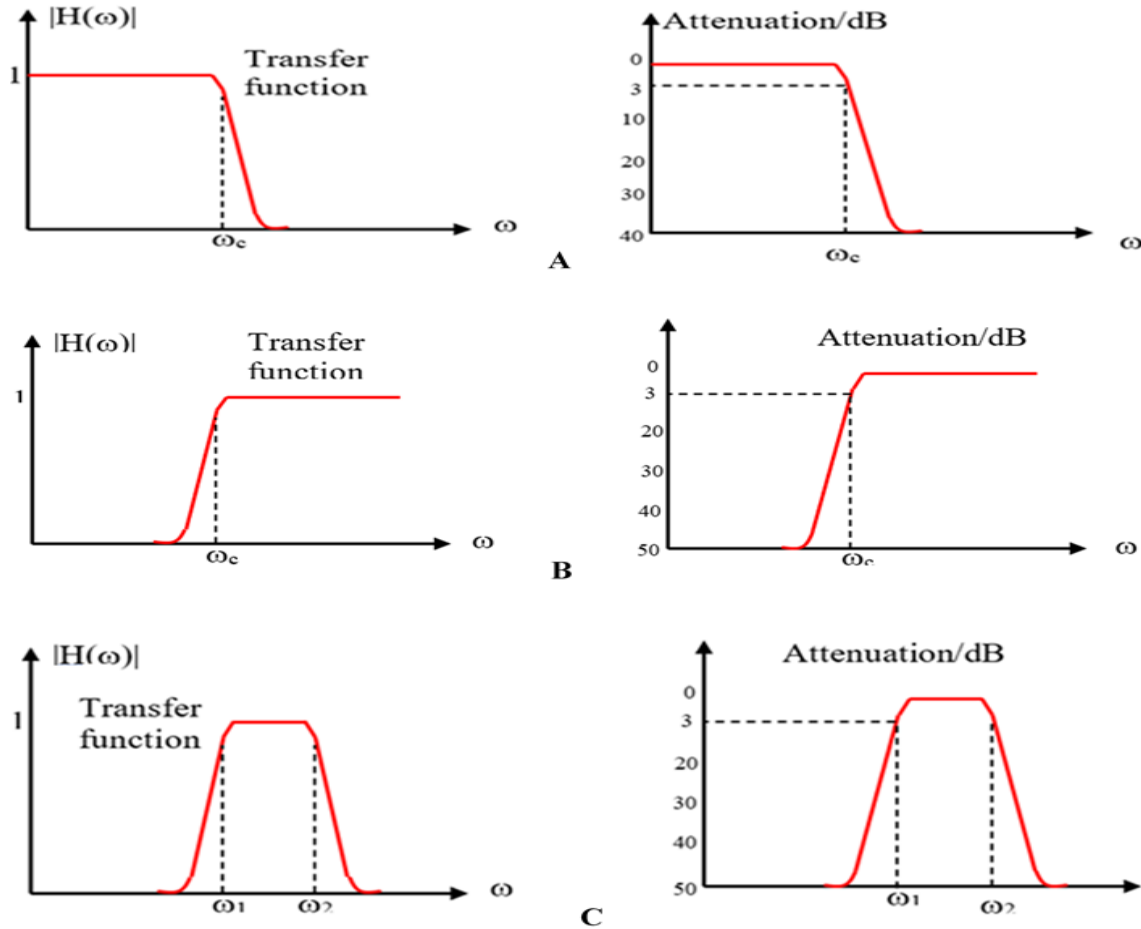 |H(ω)|
Transfer
function
1
ω
ωc
Attenuation/dB
0
3
10
20
30
40
ωc
ω
A
|H(ω)|
Transfer
function
1
ω
ωc
Attenuation/dB
0
3
20
30
40
50
ωc
ω
B
|H(ω)|
Transfer
function
1
ω1 ω2
ω
Attenuation/dB
0
3
20
30
40
50
ω1 ω2
ω
C